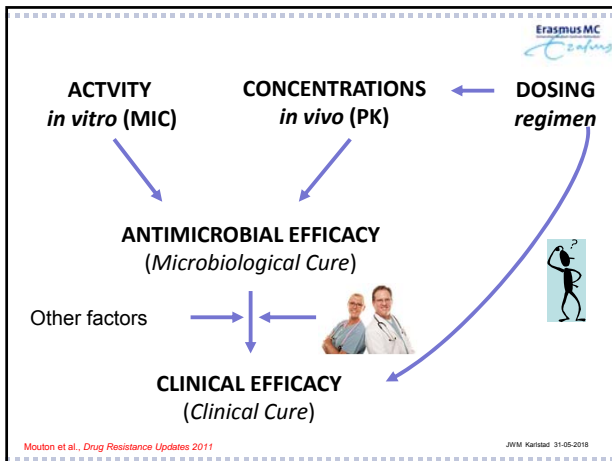 Erasmus MC
Erasmus
ACTVITY
in vitro (MIC)
CONCENTRATIONS
in vivo (PK)
DOSING
regimen
ANTIMICROBIAL EFFICACY
(Microbiological Cure)
?
Other factors
CLINICAL EFFICACY
(Clinical Cure)
Mouton et al., Drug Resistance Updates 2011
JWM Karlstad 31-05-2018